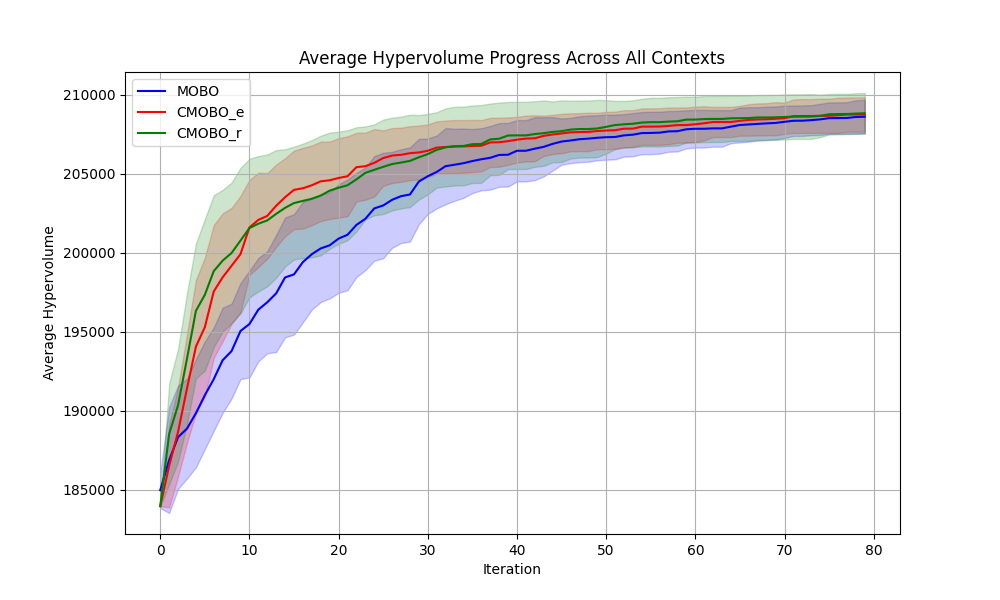 Average Hypervolume Progress Across All Contexts
MOBO
CMOBO_e
CMOBO_r
Average Hypervolume
210000
205000
200000
195000
190000
185000
0 10 20 30 40 50 60 70 80
Iteration